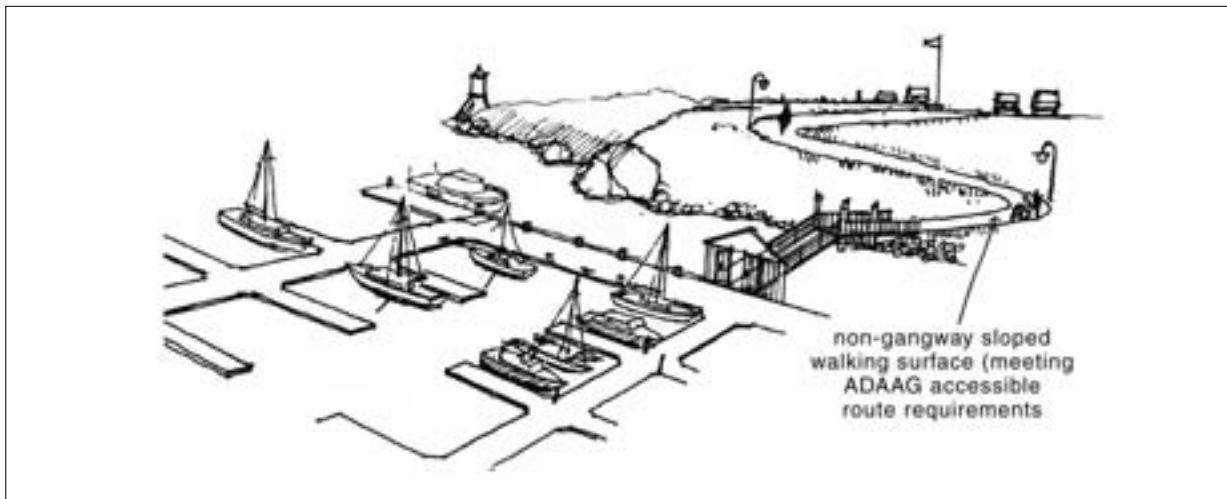 non-gangway sloped
walking surface (meeting
ADAAG accessible
route requirements